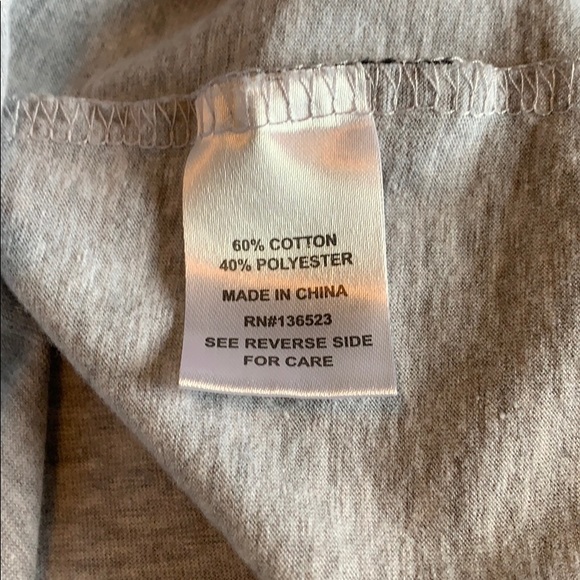 60% COTTON
40% POLYESTER
MADE IN CHINA
RN#136523
SEE REVERSE SIDE
FOR CARE